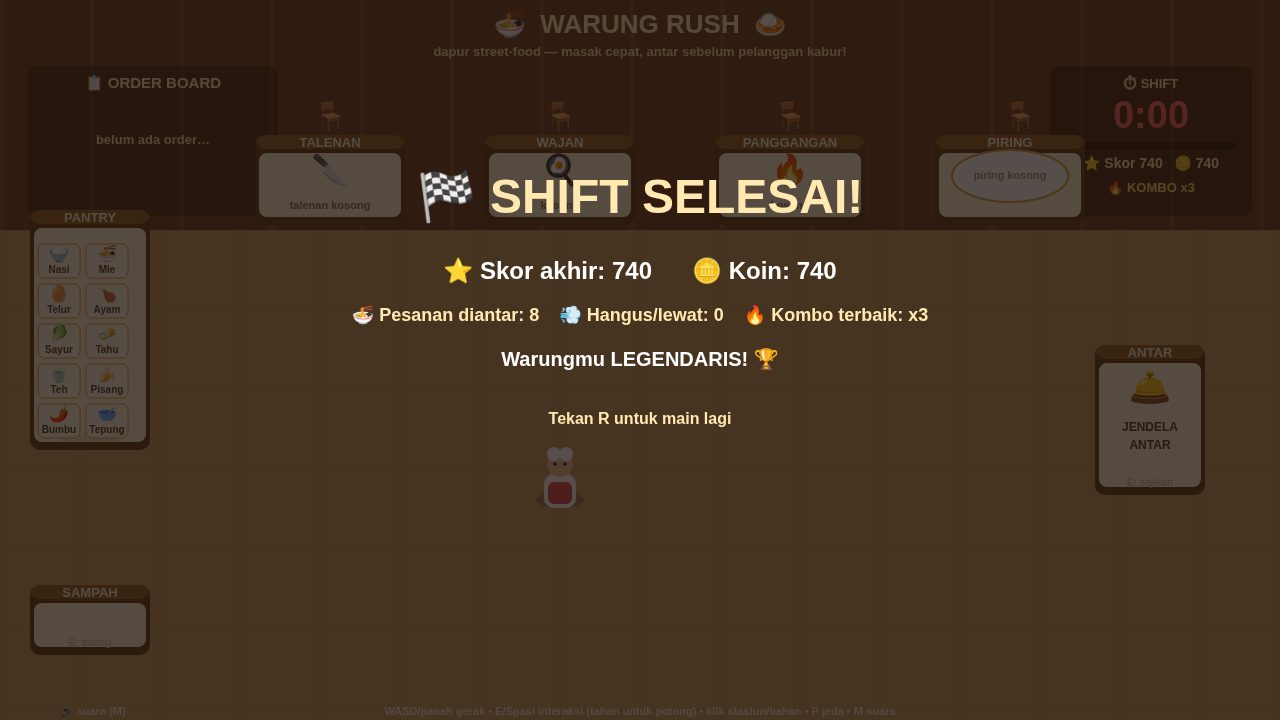 WARUNG RUSH
dapur street-food — masak cepat, antar sebelum pelanggan kabur!
ORDER BOARD
belum ada order…
SHIFT
0:00
Skor 740 740
KOMBO x3
TALENAN
talenan kosong
WAJAN
PANGGANGAN
PIRING
piring kosong
SHIFT SELESAI!
Skor akhir: 740 Koin: 740
Pesanan diantar: 8 Hangus/lewat: 0 Kombo terbaik: x3
Warungmu LEGENDARIS!
Tekan R untuk main lagi
PANTRY
Nasi Mie
Telur Ayam
Sayur Tahu
Teh Pisang
Bumbu Tepung
ANTAR
JENDELA
ANTAR
E: sajikan
SAMPAH
E: buang
suara (M)
WASD/panah gerak • E/Spasi interaksi (tahan untuk potong) • klik stasiun/bahan • P jeda • M suara